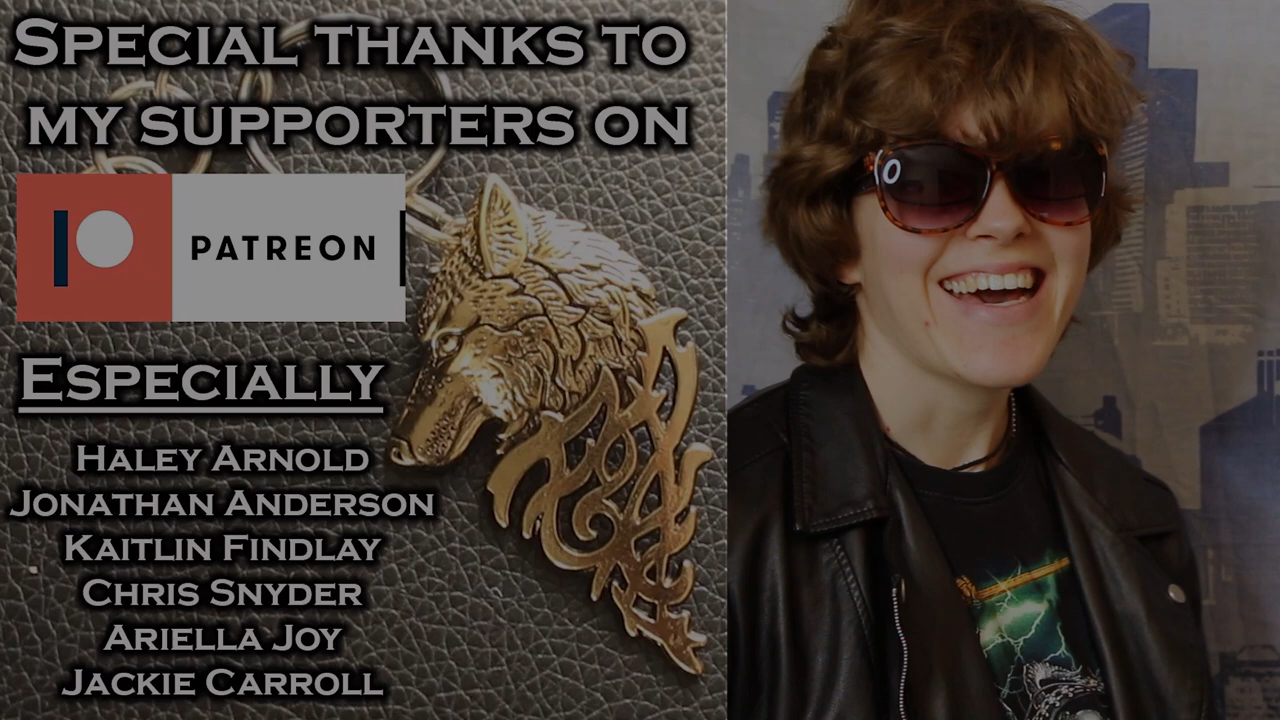 SPECIAL THANKS TO
MY SUPPORTERS ON
PATREON
ESPECIALLY
HALEY ARNOLD
JONATHAN ANDERSON
KAITLIN FINDLAY
CHRIS SNYDER
ARIELLA JOY
JACKIE CARROLL